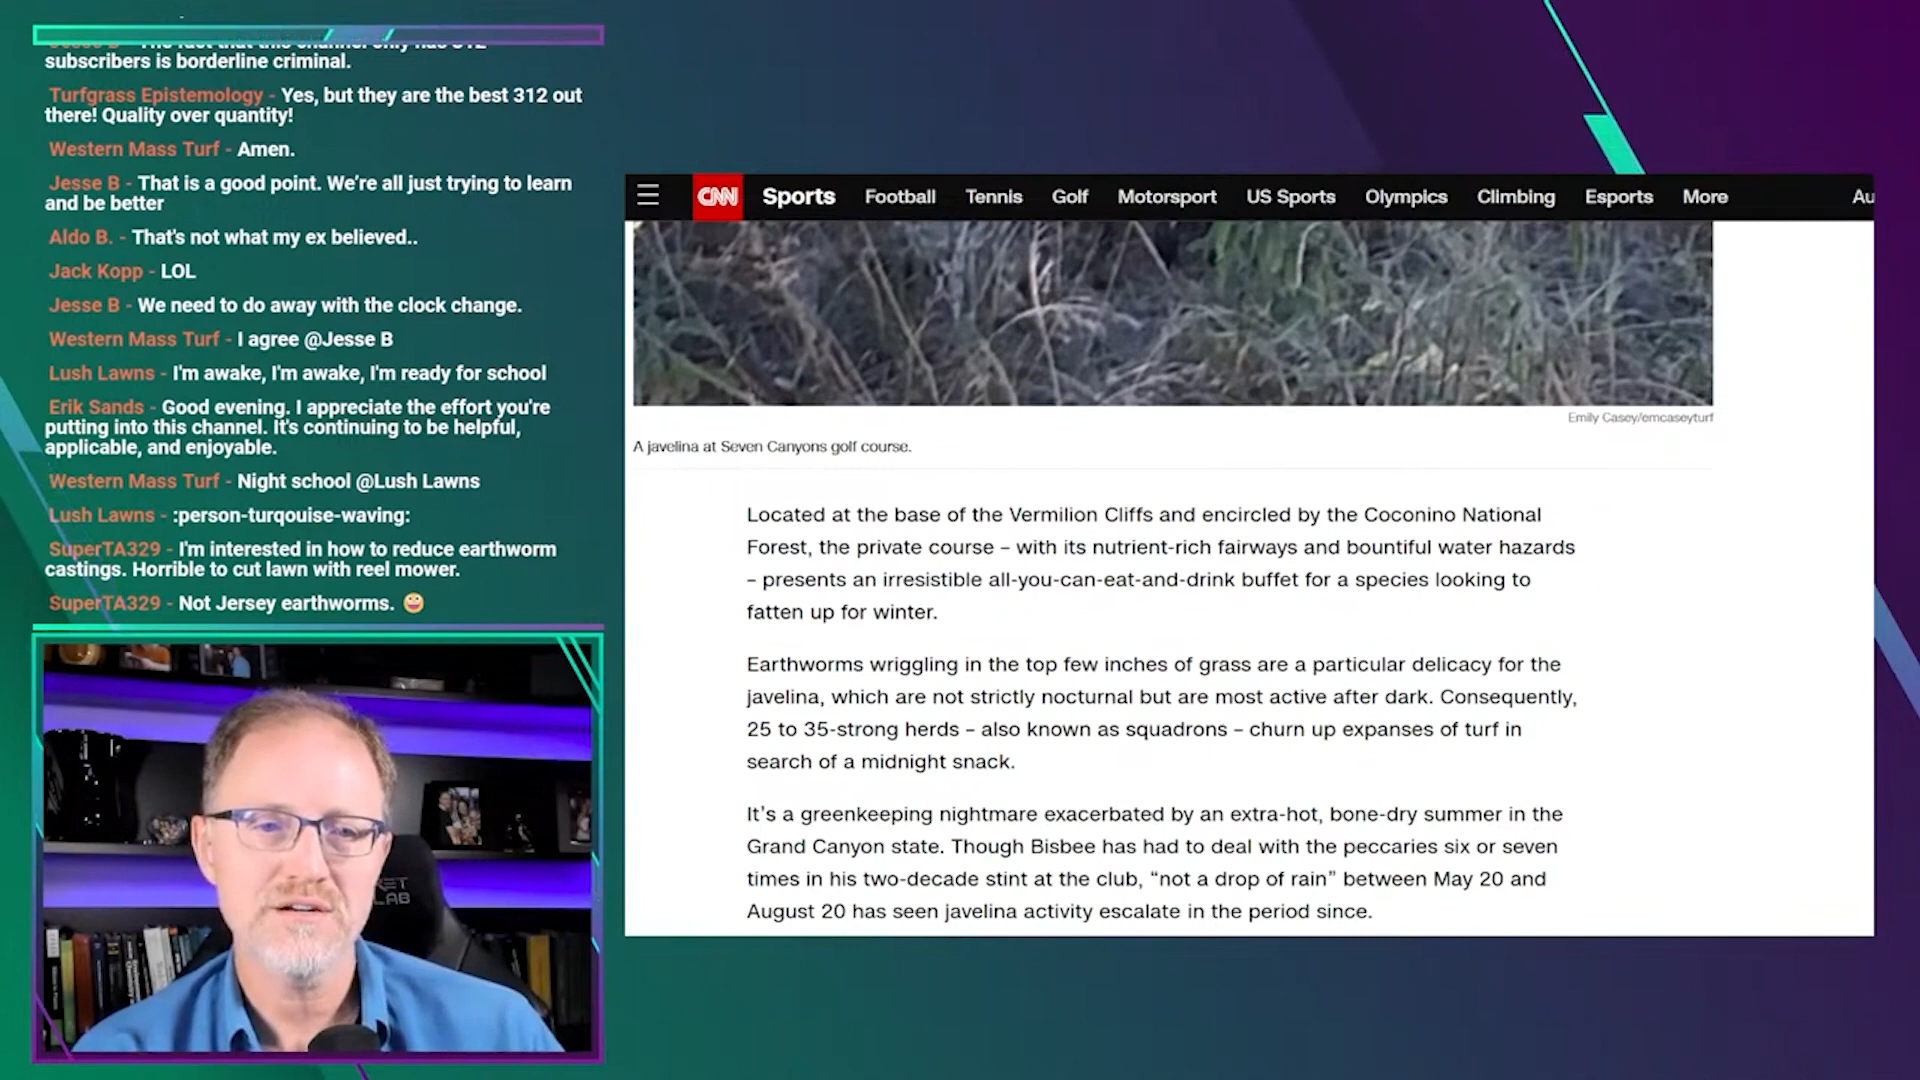 subscribers is borderline criminal.
Turfgrass Epistemology - Yes, but they are the best 312 out
there! Quality over quantity!
Western Mass Turf - Amen.
Jesse B - That is a good point. We’re all just trying to learn
and be better
Aldo B. - That's not what my ex believed..
Jack Kopp - LOL
Jesse B - We need to do away with the clock change.
Western Mass Turf - I agree @Jesse B
Lush Lawns - I'm awake, I'm awake, I'm ready for school
Erik Sands - Good evening. I appreciate the effort you're
putting into this channel. It's continuing to be helpful,
applicable, and enjoyable.
Western Mass Turf - Night school @Lush Lawns
Lush Lawns - :person-turqouise-waving:
SuperTA329 - I'm interested in how to reduce earthworm
castings. Horrible to cut lawn with reel mower.
SuperTA329 - Not Jersey earthworms. 😀
CNN Sports Football Tennis Golf Motorsport US Sports Olympics Climbing Esports More Au
Emily Casey/emcaseyturf
A javelina at Seven Canyons golf course.
Located at the base of the Vermilion Cliffs and encircled by the Coconino National
Forest, the private course – with its nutrient-rich fairways and bountiful water hazards
– presents an irresistible all-you-can-eat-and-drink buffet for a species looking to
fatten up for winter.
Earthworms wriggling in the top few inches of grass are a particular delicacy for the
javelina, which are not strictly nocturnal but are most active after dark. Consequently,
25 to 35-strong herds – also known as squadrons – churn up expanses of turf in
search of a midnight snack.
It’s a greenkeeping nightmare exacerbated by an extra-hot, bone-dry summer in the
Grand Canyon state. Though Bisbee has had to deal with the peccaries six or seven
times in his two-decade stint at the club, “not a drop of rain” between May 20 and
August 20 has seen javelina activity escalate in the period since.